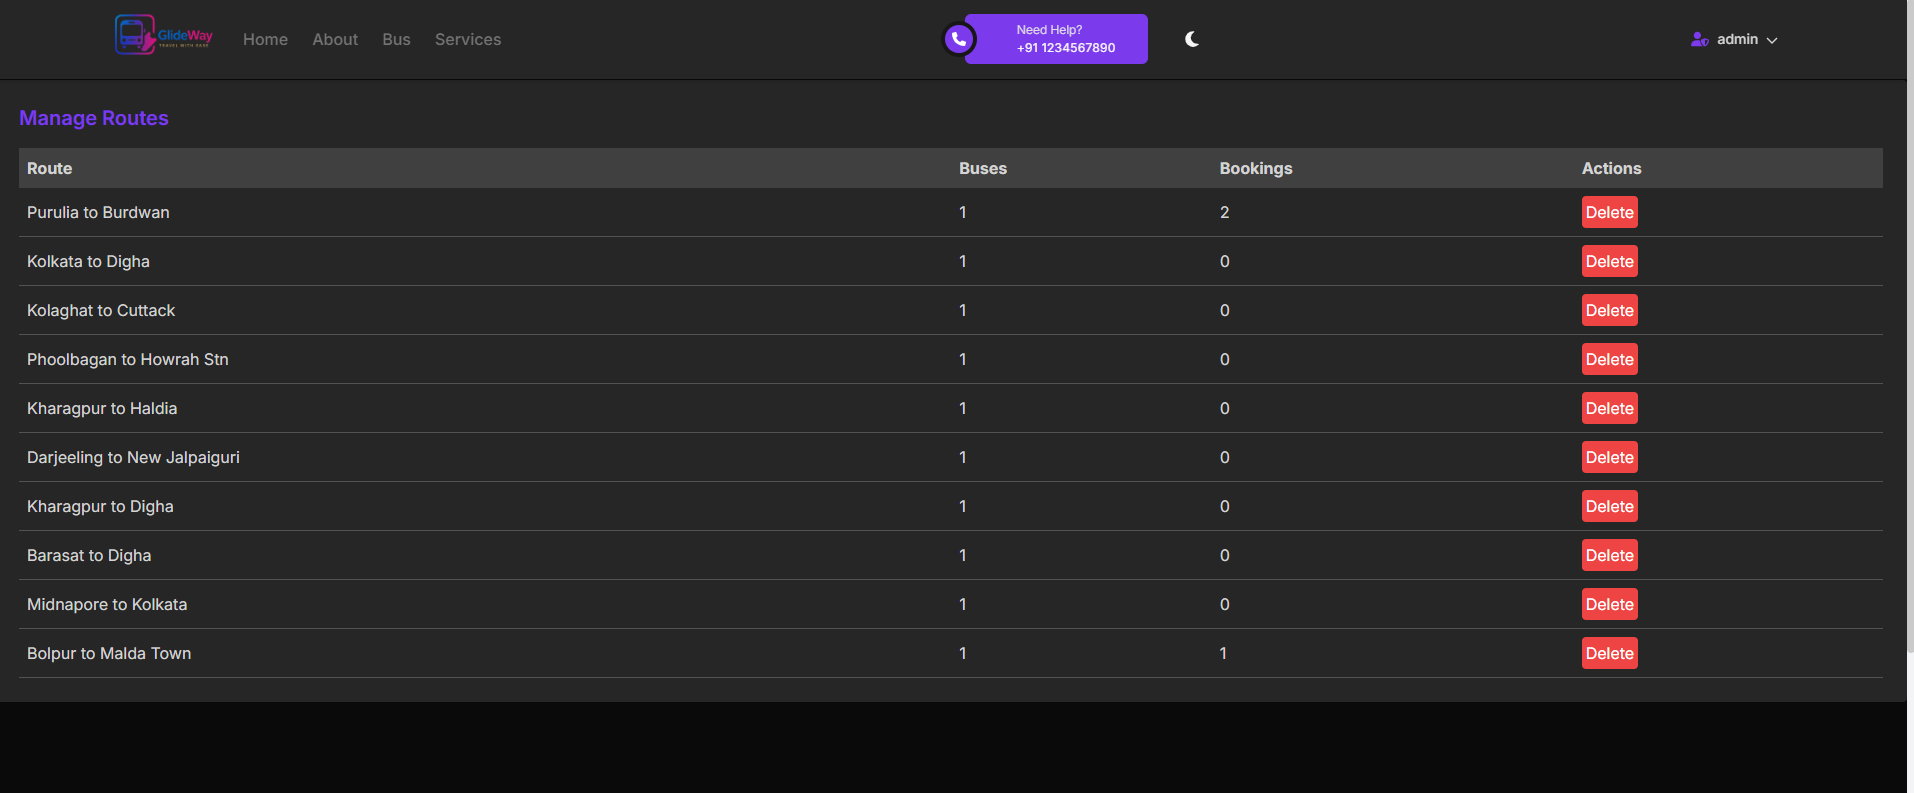 GlideWay
TRAVEL WITH EASE
Home About Bus Services
Need Help?
+91 1234567890
admin
Manage Routes
Route Buses Bookings Actions
Purulia to Burdwan 1 2 Delete
Kolkata to Digha 1 0 Delete
Kolaghat to Cuttack 1 0 Delete
Phoolbagan to Howrah Stn 1 0 Delete
Kharagpur to Haldia 1 0 Delete
Darjeeling to New Jalpaiguri 1 0 Delete
Kharagpur to Digha 1 0 Delete
Barasat to Digha 1 0 Delete
Midnapore to Kolkata 1 0 Delete
Bolpur to Malda Town 1 1 Delete